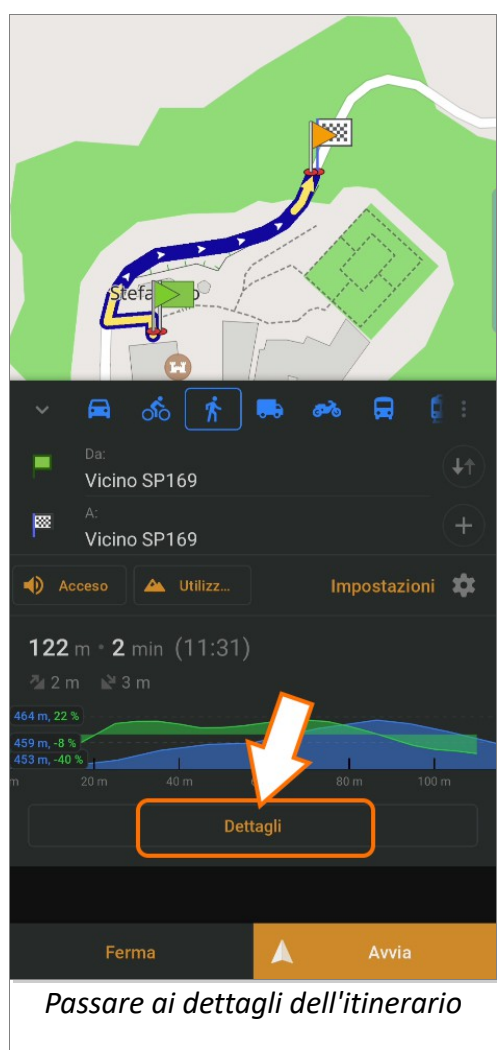 Stefa o
Da:
Vicino SP169
A:
Vicino SP169
Acceso
Utilizz...
Impostazioni
122 m • 2 min (11:31)
2 m 3 m
464 m, 22 %
459 m, -8 %
453 m, -40 %
m 20 m 40 m 80 m 100 m
Dettagli
Ferma
Avvia
Passare ai dettagli dell'itinerario